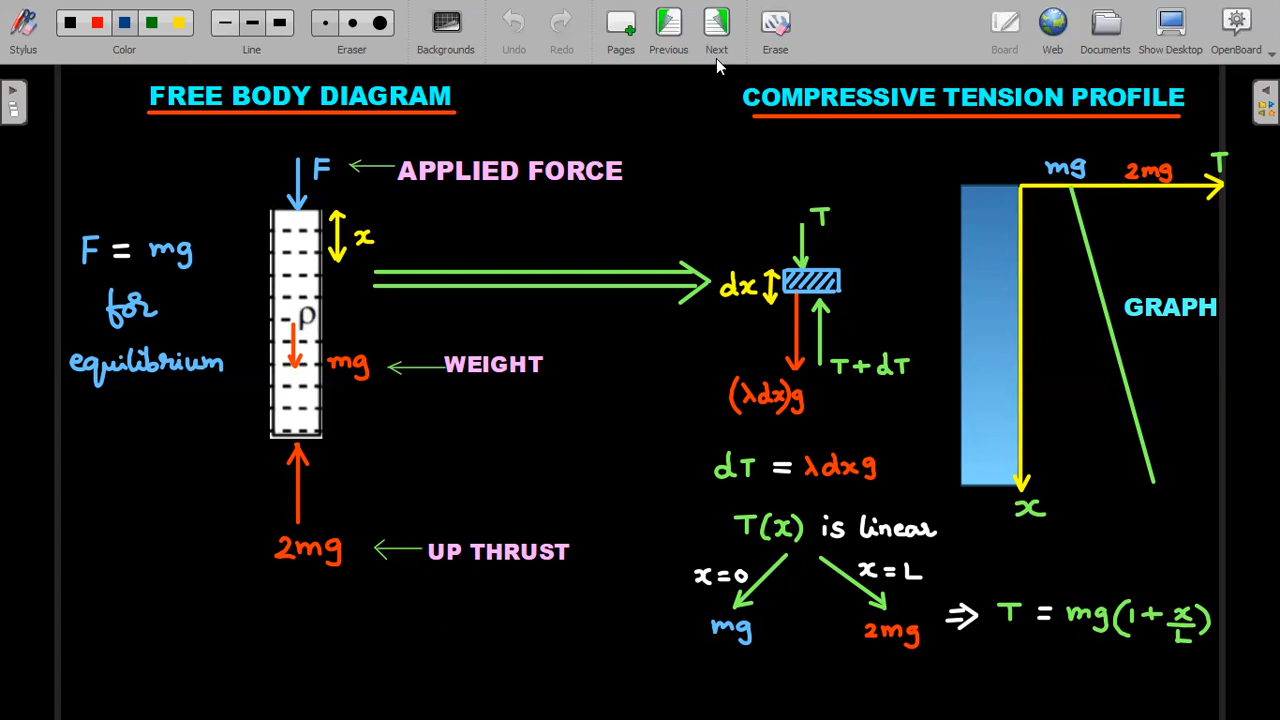 Stylus
Color
Line
Eraser
Backgrounds
Undo
Redo
Pages
Previous
Next
Erase
Board
Web
Documents
Show Desktop
OpenBoard
FREE BODY DIAGRAM
F
APPLIED FORCE
x
F = mg
for
equilibrium
ρ
mg
WEIGHT
2mg
UP THRUST
COMPRESSIVE TENSION PROFILE
T
dx
T + dT
(λdx)g
dT = λdxg
T(x) is linear
x=0
x = L
mg
2mg
⇒ T = mg(1 + x/L)
mg
2mg
T
GRAPH
x